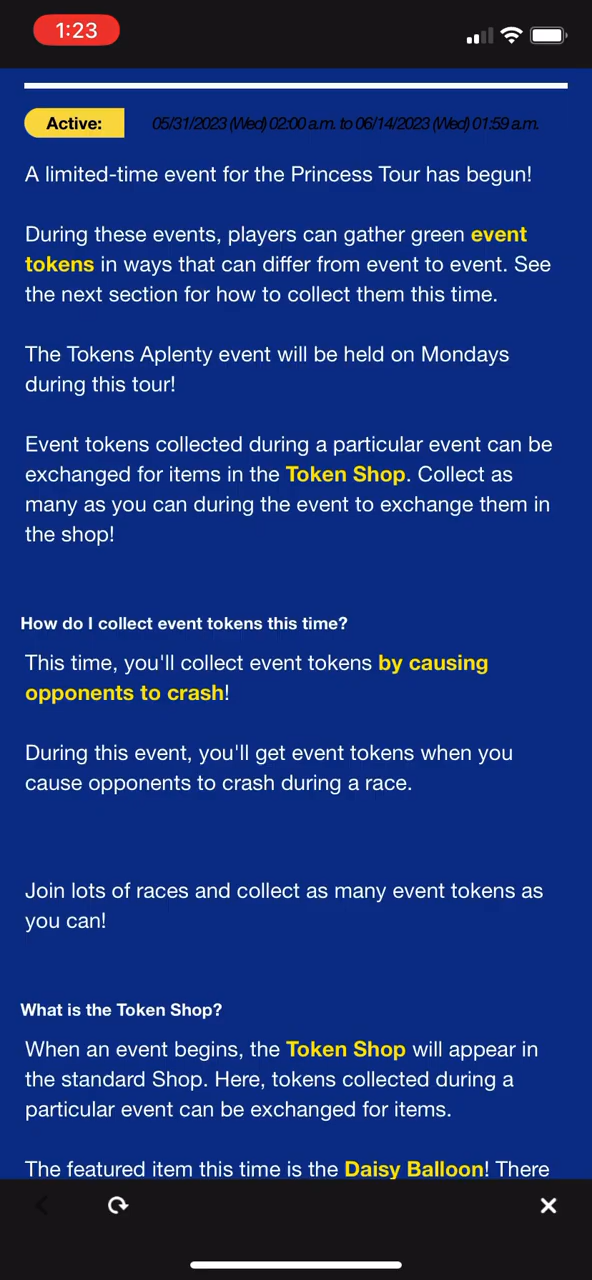 1:23
Active: 05/31/2023 (Wed) 02:00 a.m. to 06/14/2023 (Wed) 01:59 a.m.
A limited-time event for the Princess Tour has begun!
During these events, players can gather green event
tokens in ways that can differ from event to event. See
the next section for how to collect them this time.
The Tokens Aplenty event will be held on Mondays
during this tour!
Event tokens collected during a particular event can be
exchanged for items in the Token Shop. Collect as
many as you can during the event to exchange them in
the shop!
How do I collect event tokens this time?
This time, you'll collect event tokens by causing
opponents to crash!
During this event, you'll get event tokens when you
cause opponents to crash during a race.
Join lots of races and collect as many event tokens as
you can!
What is the Token Shop?
When an event begins, the Token Shop will appear in
the standard Shop. Here, tokens collected during a
particular event can be exchanged for items.
The featured item this time is the Daisy Balloon! There